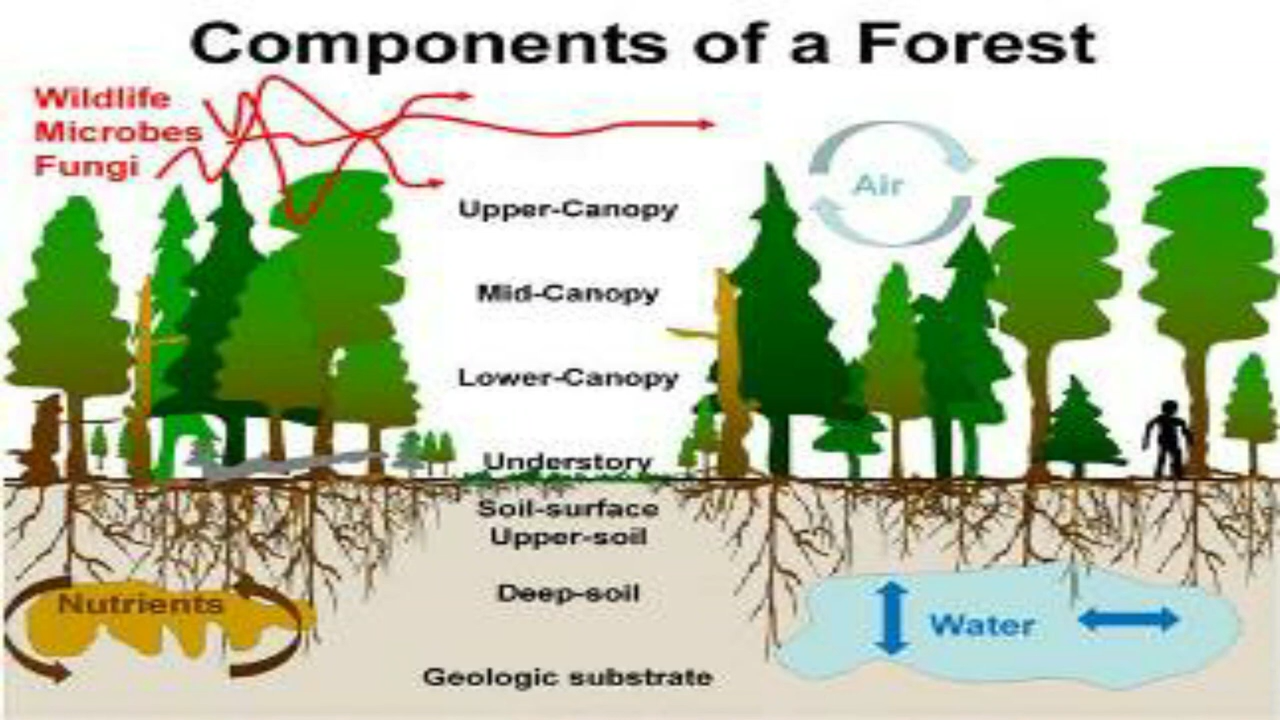 Components of a Forest
Wildlife
Microbes
Fungi
Air
Upper-Canopy
Mid-Canopy
Lower-Canopy
Understory
Soil-surface
Upper-soil
Deep-soil
Nutrients
Water
Geologic substrate